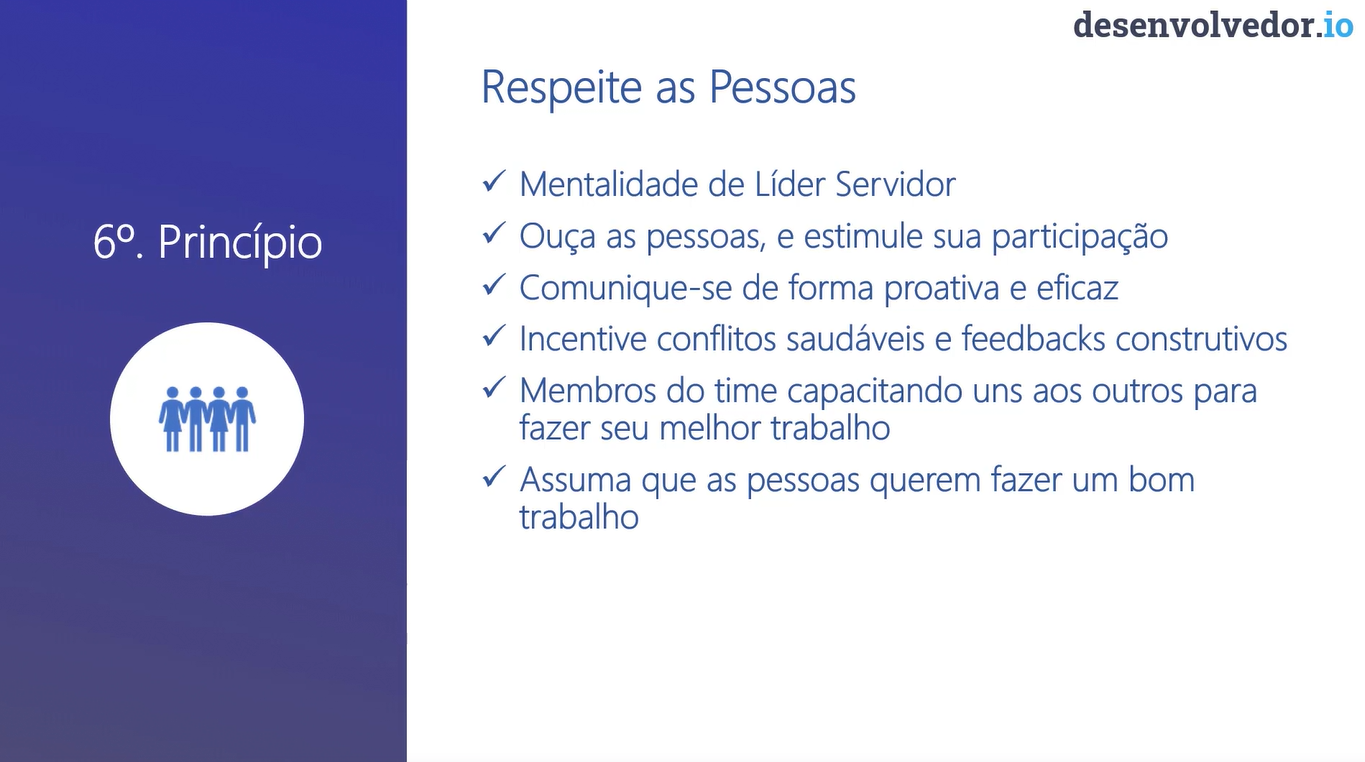 desenvolvedor.io
6º. Princípio
Respeite as Pessoas
✓ Mentalidade de Líder Servidor
✓ Ouça as pessoas, e estimule sua participação
✓ Comunique-se de forma proativa e eficaz
✓ Incentive conflitos saudáveis e feedbacks construtivos
✓ Membros do time capacitando uns aos outros para
fazer seu melhor trabalho
✓ Assuma que as pessoas querem fazer um bom
trabalho